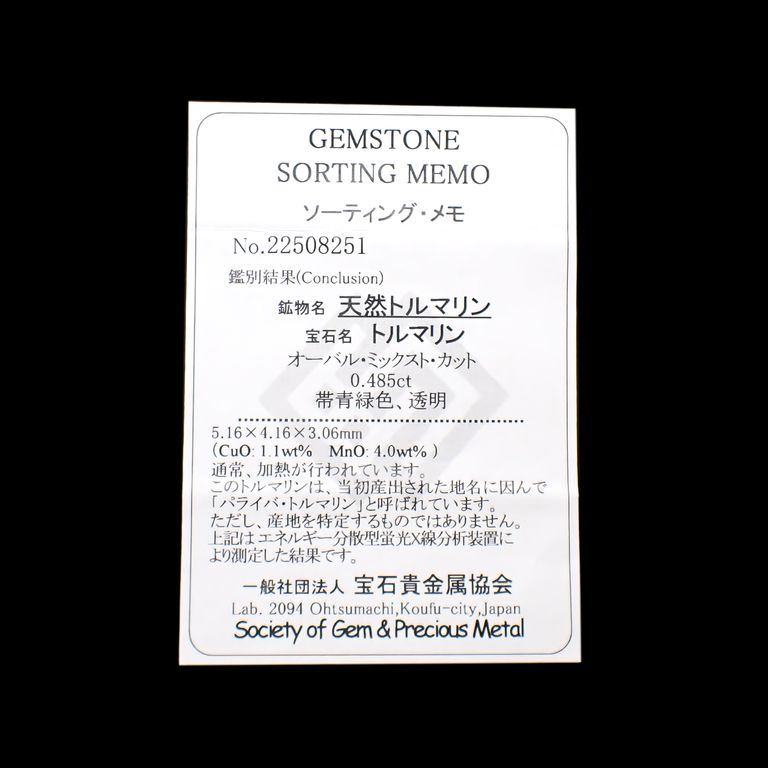 GEMSTONE
SORTING MEMO
ソーティング・メモ
No.22508251
鑑別結果(Conclusion)
鉱物名 天然トルマリン
宝石名 トルマリン
オーバル・ミックスト・カット
0.485ct
帯青緑色、透明
5.16×4.16×3.06mm
(CuO: 1.1wt% MnO: 4.0wt% )
通常、加熱が行われています。
このトルマリンは、当初産出された地名に因んで
「パライバ・トルマリン」と呼ばれています。
ただし、産地を特定するものではありません。
上記はエネルギー分散型蛍光X線分析装置に
より測定した結果です。
一般社団法人 宝石貴金属協会
Lab. 2094 Ohtsumachi,Koufu-city,Japan
Society of Gem & Precious Metal